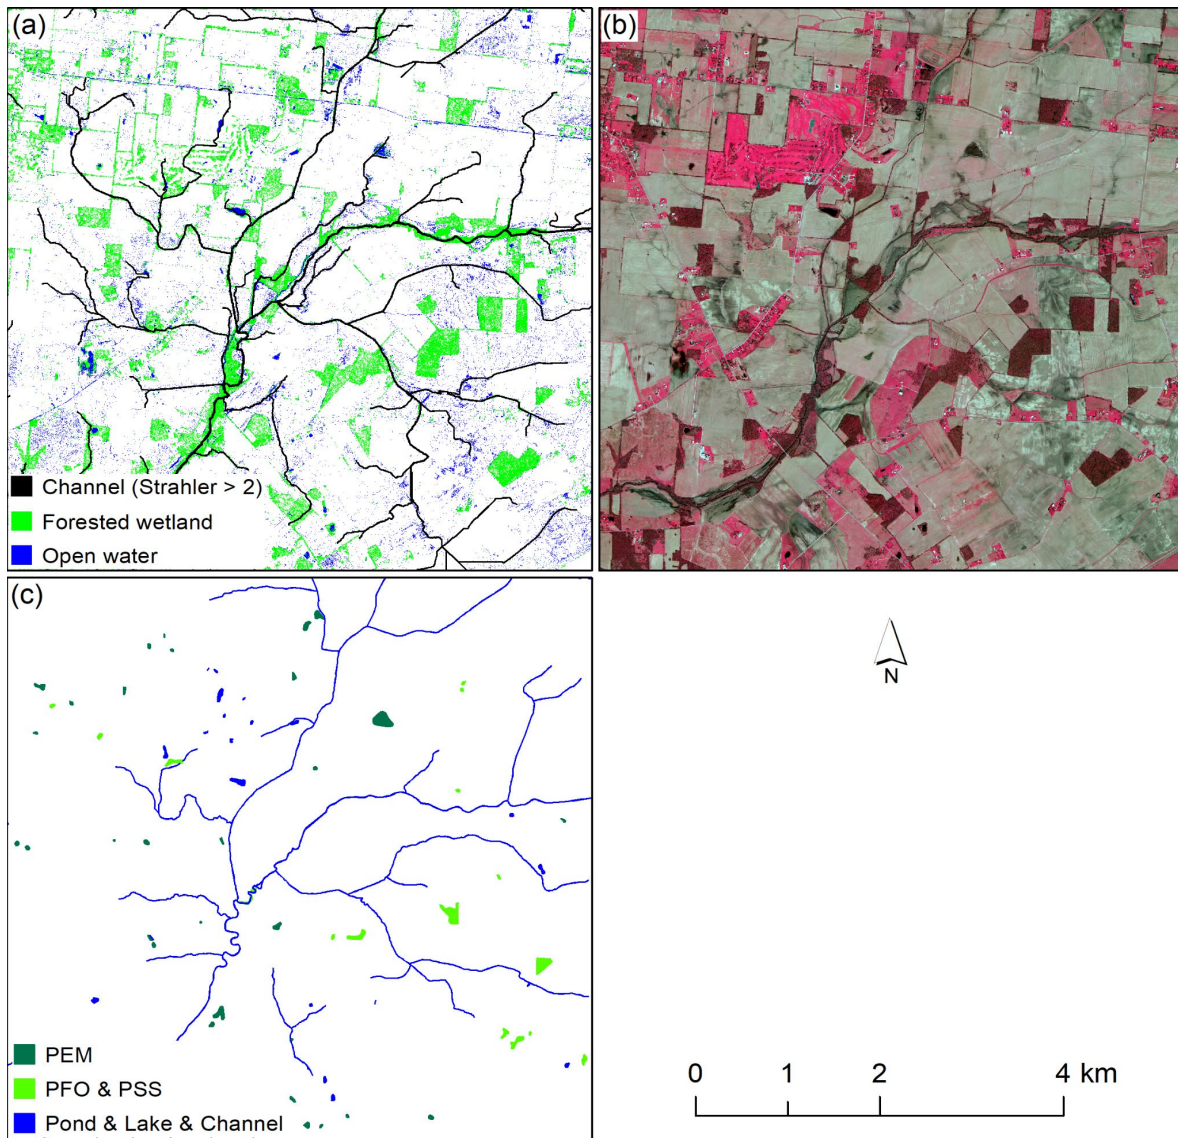 (a)
(b)
Channel (Strahler > 2)
Forested wetland
Open water
(c)
N
PEM
PFO & PSS
Pond & Lake & Channel
0 1 2 4 km